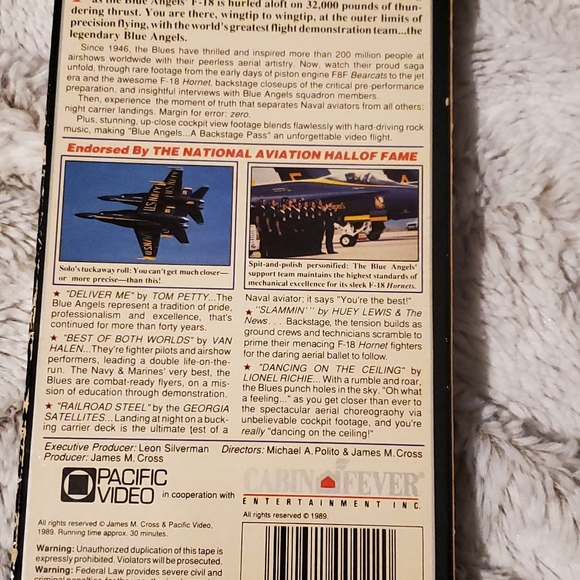 as the Blue Angels' F-18 is hurled aloft on 32,000 pounds of thun-
dering thrust. You are there, wingtip to wingtip, at the outer limits of
precision flying, with the world's greatest flight demonstration team...the
legendary Blue Angels.
Since 1946, the Blues have thrilled and inspired more than 200 million people at
airshows worldwide with their peerless aerial artistry. Now, watch their proud saga
unfold, through rare footage from the early days of piston engine F8F Bearcats to the jet
era and the awesome F-18 Hornet, backstage closeups of the critical pre-performance
preparation, and insightful interviews with Blue Angels squadron members.
Then, experience the moment of truth that separates Naval aviators from all others;
night carrier landings. Margin for error; zero.
Plus, stunning, up-close cockpit view footage blends flawlessly with hard-driving rock
music, making "Blue Angels...A Backstage Pass" an unforgettable video flight.
Endorsed By THE NATIONAL AVIATION HALL OF FAME
Solo's tuckaway roll: You can't get much closer—
or more precise—than this!
★ "DELIVER ME" by TOM PETTY...The
Blue Angels represent a tradition of pride,
professionalism and excellence, that's
continued for more than forty years.
★ "BEST OF BOTH WORLDS" by VAN
HALEN...They're fighter pilots and airshow
performers, leading a double life-on-the-
run. The Navy & Marines' very best, the
Blues are combat-ready flyers, on a mis-
sion of education through demonstration.
★ "RAILROAD STEEL" by the GEORGIA
SATELLITES...Landing at night on a buck-
ing carrier deck is the ultimate test of a
Spit-and-polish personified: The Blue Angels'
support team maintains the highest standards of
mechanical excellence for its sleek F-18 Hornets.
Naval aviator; it says "You're the best!"
★ "SLAMMIN'" by HUEY LEWIS & The
News... Backstage, the tension builds as
ground crews and technicians scramble to
prime their menacing F-18 Hornet fighters
for the daring aerial ballet to follow.
★ "DANCING ON THE CEILING" by
LIONEL RICHIE... With a rumble and roar,
the Blues punch holes in the sky. "Oh what
a feeling..." as you get closer than ever to
the spectacular aerial choreography via
unbelievable cockpit footage, and you're
really "dancing on the ceiling!"
Executive Producer: Leon Silverman Directors: Michael A. Polito & James M. Cross
Producer: James M. Cross
PACIFIC
VIDEO
in cooperation with
CABIN FEVER®
ENTERTAINMENT INC.
All rights reserved © James M. Cross & Pacific Video,
1989. Running time approx. 30 minutes.
All rights reserved © 1989.
Warning: Unauthorized duplication of this tape is
expressly prohibited. Violators will be prosecuted.
Warning: Federal Law provides severe civil and